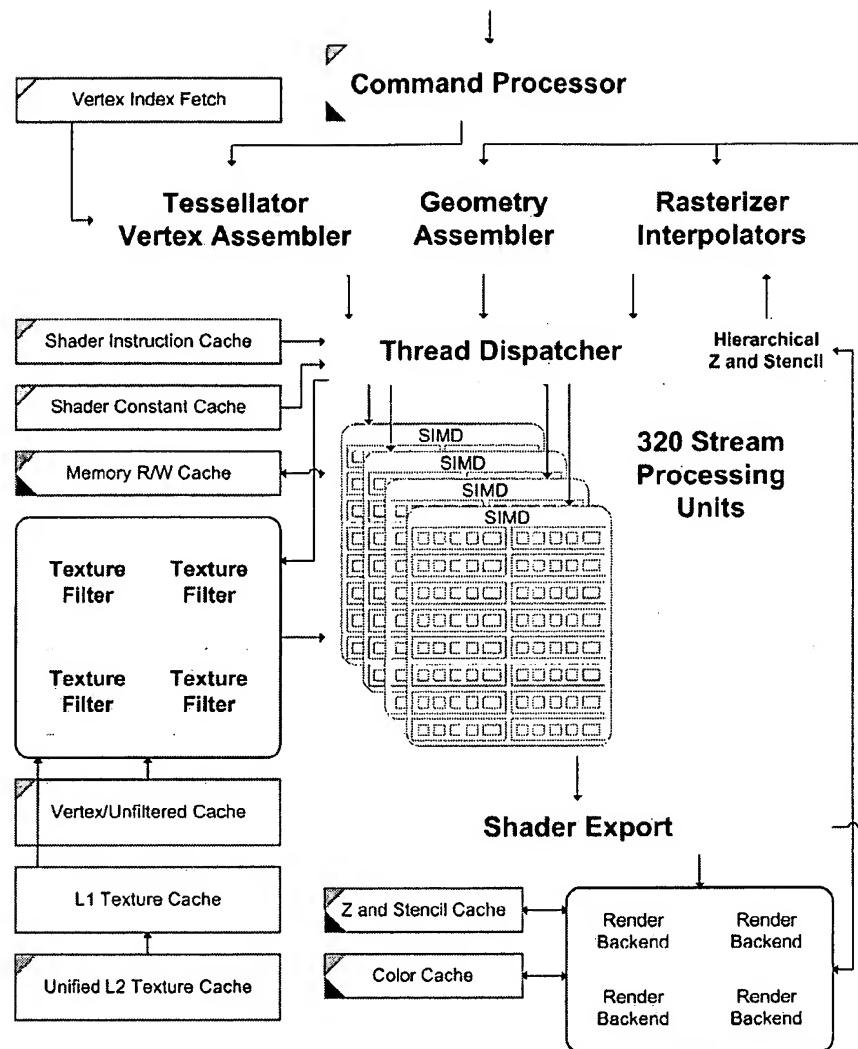 Command Processor
Vertex Index Fetch
Tessellator
Vertex Assembler
Geometry
Assembler
Rasterizer
Interpolators
Shader Instruction Cache
Thread Dispatcher
Hierarchical
Z and Stencil
Shader Constant Cache
Memory R/W Cache
SIMD
SIMD
SIMD
SIMD
320 Stream
Processing
Units
Texture
Filter
Texture
Filter
Texture
Filter
Texture
Filter
Vertex/Unfiltered Cache
L1 Texture Cache
Unified L2 Texture Cache
Shader Export
Z and Stencil Cache
Color Cache
Render
Backend
Render
Backend
Render
Backend
Render
Backend